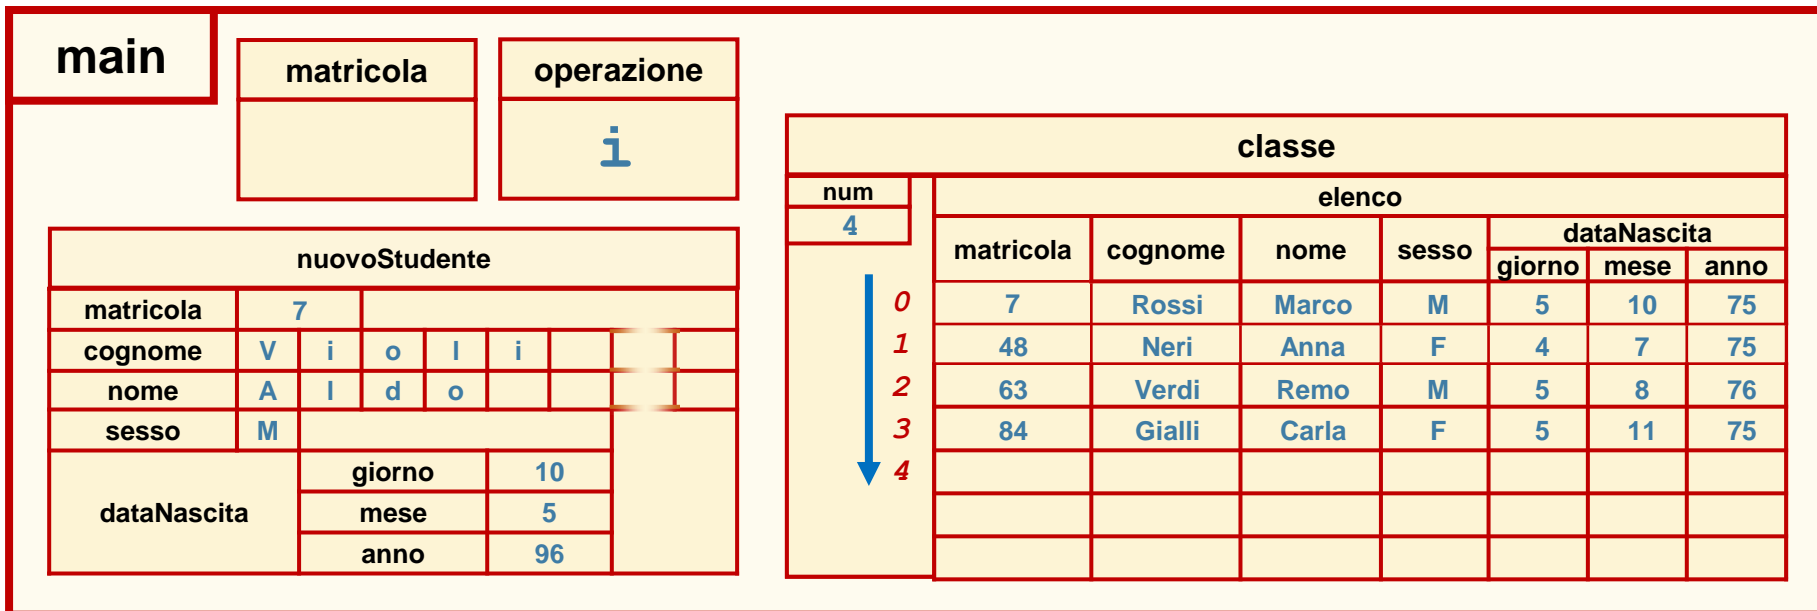 main
matricola
operazione
i
nuovoStudente
matricola 7
cognome V i o l i
nome A l d o
sesso M
dataNascita
giorno 10
mese 5
anno 96
classe
num
4
elenco
matricola cognome nome sesso dataNascita
giorno mese anno
0 7 Rossi Marco M 5 10 75
1 48 Neri Anna F 4 7 75
2 63 Verdi Remo M 5 8 76
3 84 Gialli Carla F 5 11 75
4